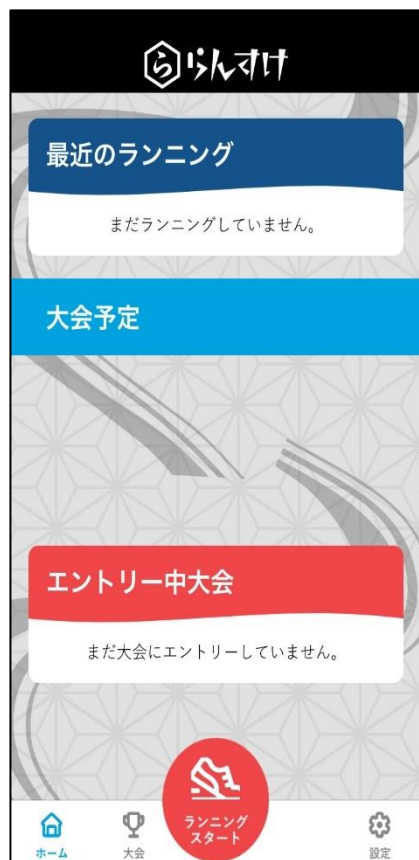 ら らんすけ
最近のランニング
まだランニングしていません。
大会予定
エントリー中大会
まだ大会にエントリーしていません。
ランニング
スタート
ホーム
大会
設定